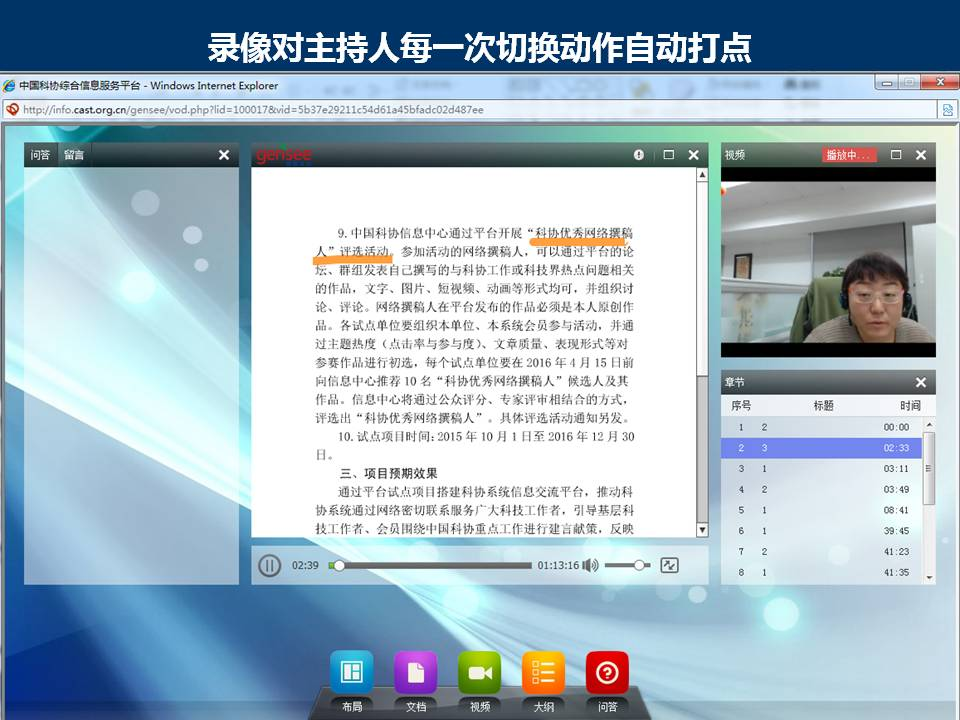 录像对主持人每一次切换动作自动打点
中国科协综合信息服务平台 - Windows Internet Explorer
http://info.cast.org.cn/gensee/vod.php?lid=100017&vid=5b37e29211c54d61a45bfadc02d487ee
问答 留言
gensee
9.中国科协信息中心通过平台开展“科协优秀网络撰稿
人”评选活动。参加活动的网络撰稿人，可以通过平台的论
坛、群组发表自己撰写的与科协工作或科技界热点问题相关
的作品，文字、图片、短视频、动画等形式均可，并组织讨
论、评论。网络撰稿人在平台发布的作品必须是本人原创作
品。各试点单位要组织本单位、本系统会员参与活动，并通
过主题热度（点击率与参与度）、文章质量、表现形式等对
参赛作品进行初选，每个试点单位要在 2016 年 4 月 15 日前
向信息中心推荐 10 名“科协优秀网络撰稿人”候选人及其
作品。信息中心将通过公众评分、专家评审相结合的方式，
评选出“科协优秀网络撰稿人”。具体评选活动通知另发。
10.试点项目时间：2015 年 10 月 1 日至 2016 年 12 月 30
日。
三、项目预期效果
通过平台试点项目搭建科协系统信息交流平台，推动科
协系统通过网络密切联系服务广大科技工作者，引导基层科
技工作者、会员围绕中国科协重点工作进行建言献策，反映
02:39 01:13:16
视频 播放中...
章节
序号 标题 时间
1 2 00:00
2 3 02:33
3 1 03:11
4 2 03:49
5 1 08:41
6 1 39:45
7 2 41:23
8 1 41:35
布局 文档 视频 大纲 问答